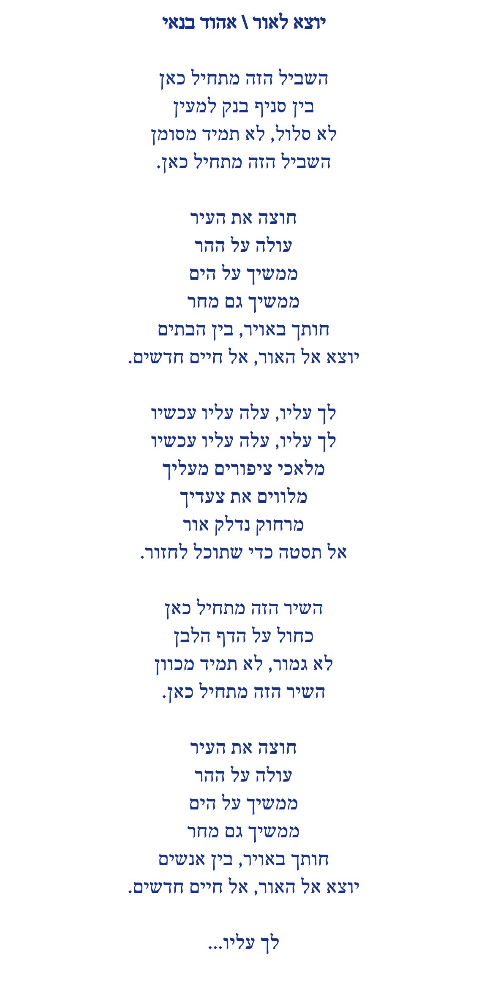 יוצא לאור \ אהוד בנאי
השביל הזה מתחיל כאן
בין סניף בנק למעין
לא סלול, לא תמיד מסומן
השביל הזה מתחיל כאן.
חוצה את העיר
עולה על ההר
ממשיך על הים
ממשיך גם מחר
חותך באויר, בין הבתים
יוצא אל האור, אל חיים חדשים.
לך עליו, עלה עליו עכשיו
לך עליו, עלה עליו עכשיו
מלאכי ציפורים מעליך
מלווים את צעדיך
מרחוק נדלק אור
אל תסטה כדי שתוכל לחזור.
השיר הזה מתחיל כאן
כחול על הדף הלבן
לא גמור, לא תמיד מכוון
השיר הזה מתחיל כאן.
חוצה את העיר
עולה על ההר
ממשיך על הים
ממשיך גם מחר
חותך באויר, בין אנשים
יוצא אל האור, אל חיים חדשים.
לך עליו...